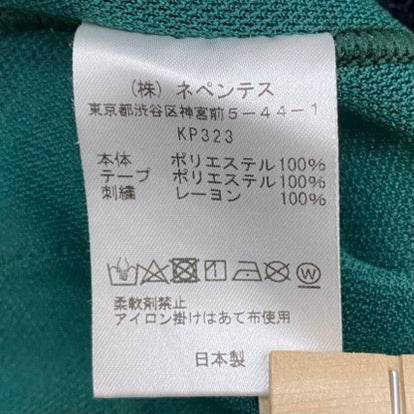 (株) ネペンテス
東京都渋谷区神宮前5-44-1
KP323
本体 ポリエステル100%
テープ ポリエステル100%
刺繍 レーヨン 100%
W
柔軟剤禁止
アイロン掛けはあて布使用
日本製